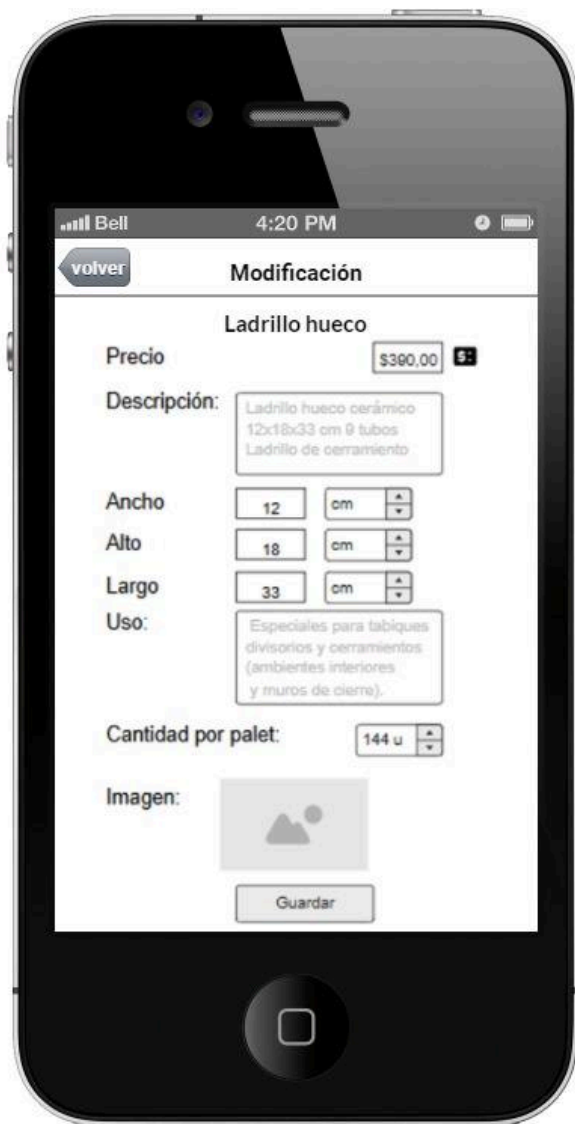 Bell 4:20 PM
volver Modificación
Ladrillo hueco
Precio $390,00 $:
Descripción: Ladrillo hueco cerámico
12x18x33 cm 9 tubos
Ladrillo de cerramiento
Ancho 12 cm
Alto 18 cm
Largo 33 cm
Uso: Especiales para tabiques
divisorios y cerramientos
(ambientes interiores
y muros de cierre).
Cantidad por palet: 144 u
Imagen:
Guardar